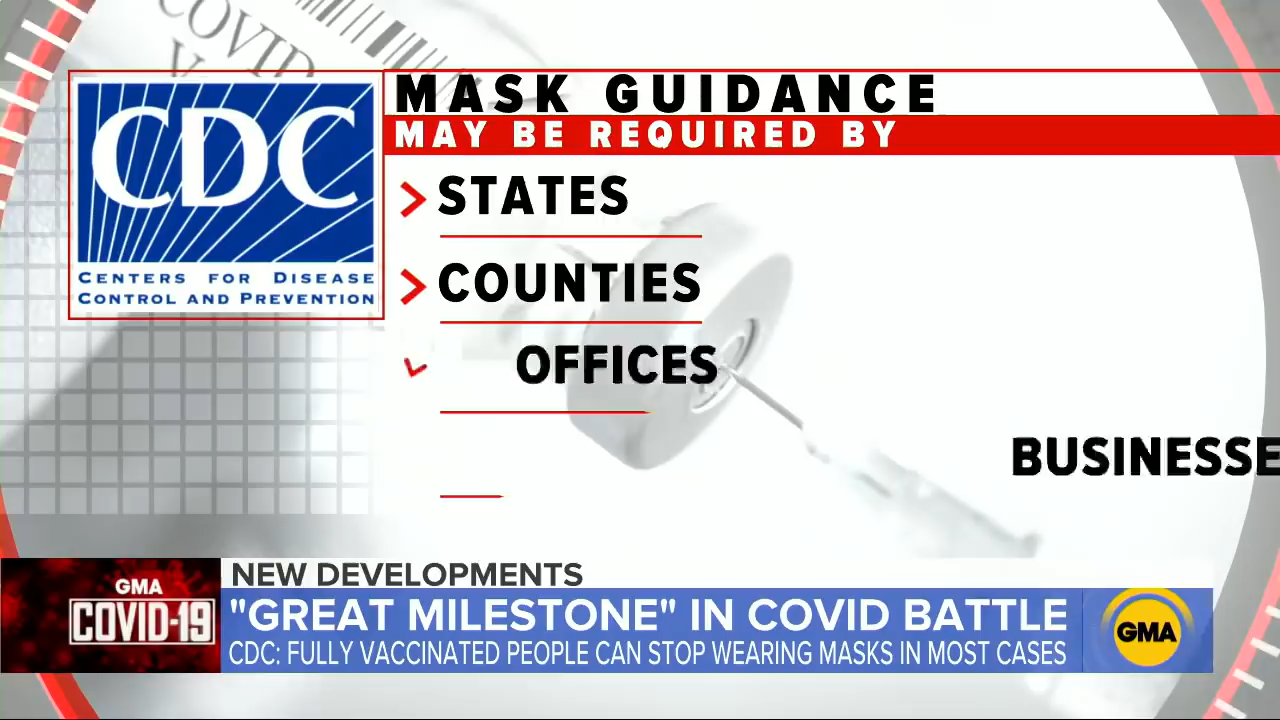 COVID
V
CDC
CENTERS FOR DISEASE
CONTROL AND PREVENTION
MASK GUIDANCE
MAY BE REQUIRED BY
STATES
COUNTIES
OFFICES
BUSINESSE
GMA
COVID-19
NEW DEVELOPMENTS
"GREAT MILESTONE" IN COVID BATTLE
CDC: FULLY VACCINATED PEOPLE CAN STOP WEARING MASKS IN MOST CASES
GMA